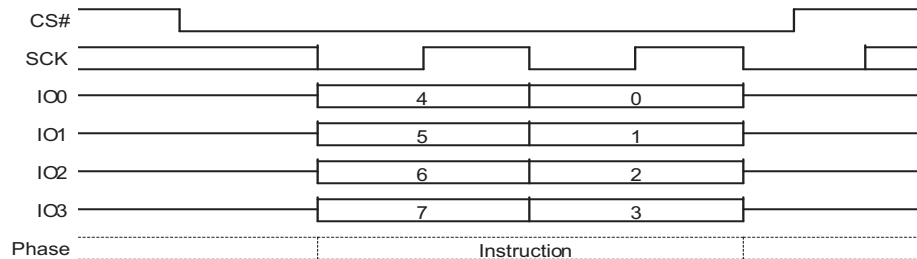 CS#
SCK
IO0 4 0
IO1 5 1
IO2 6 2
IO3 7 3
Phase Instruction